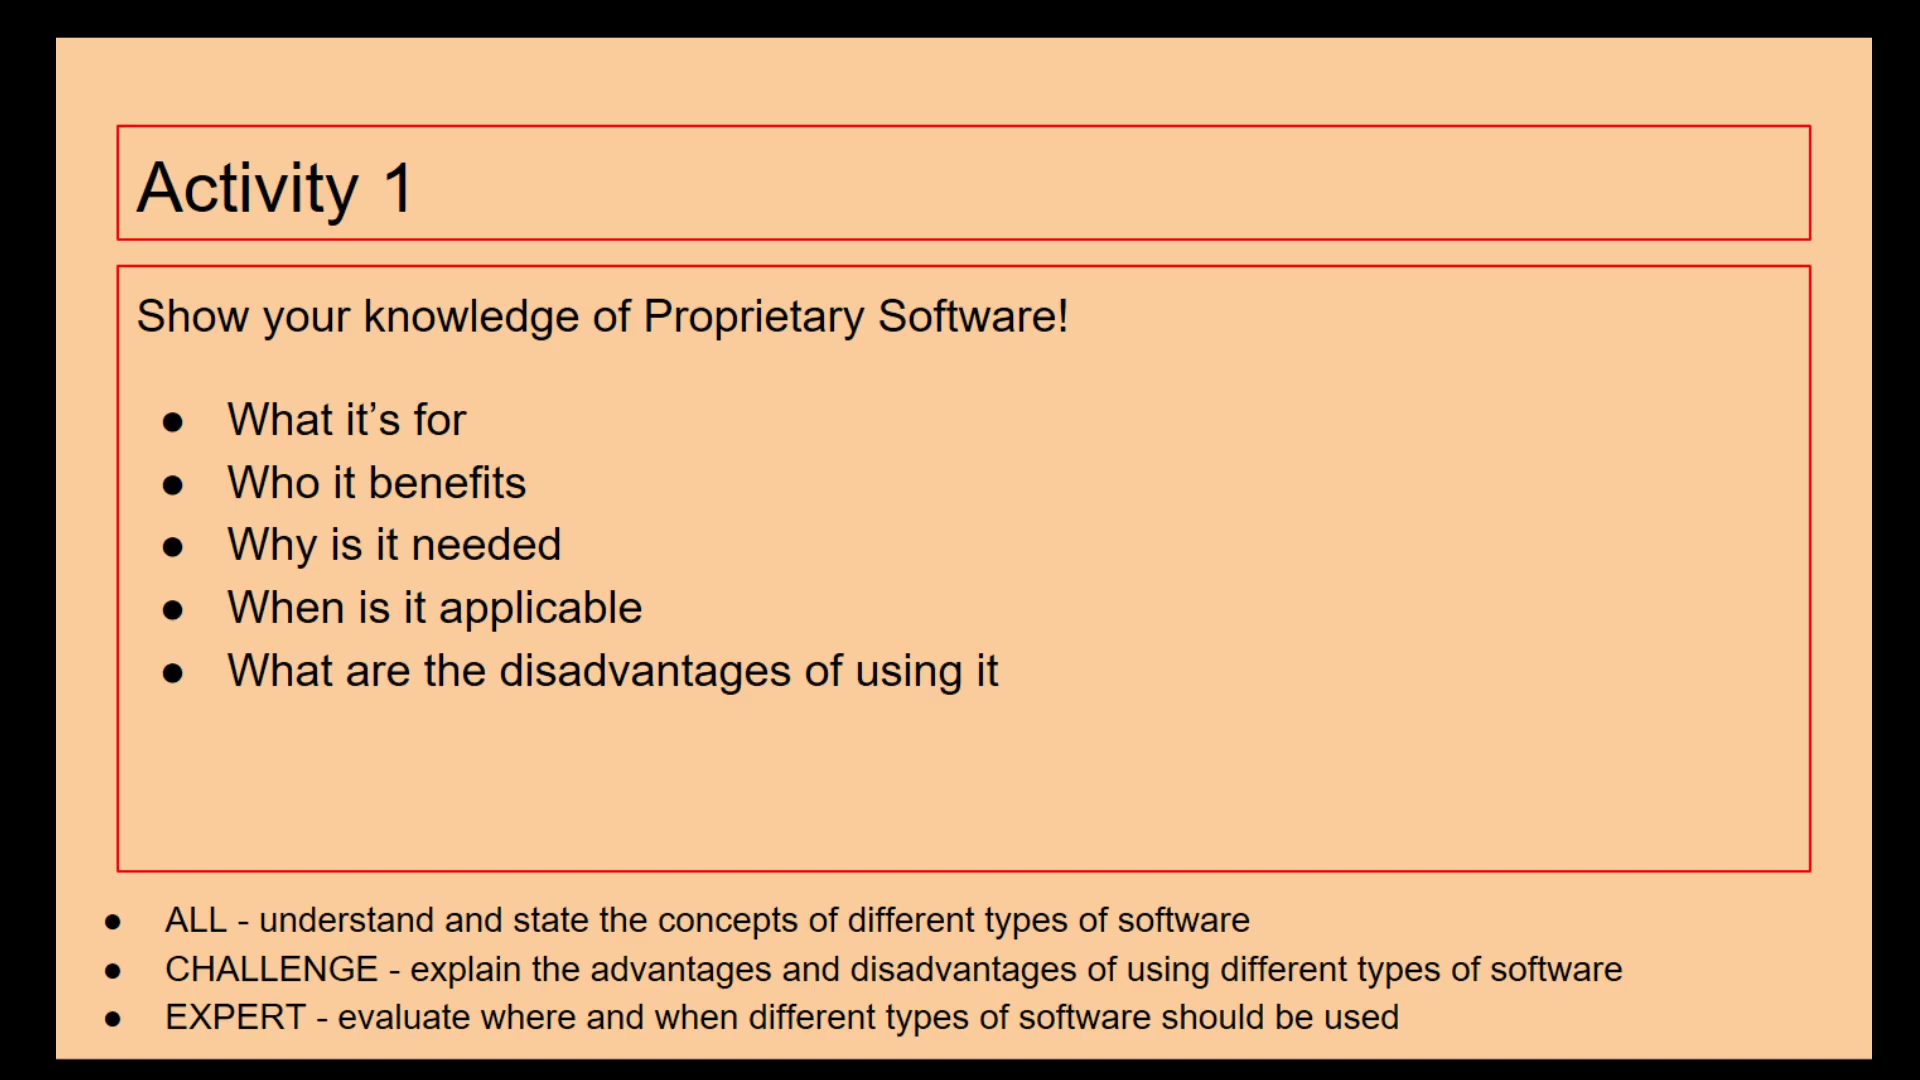 Activity 1
Show your knowledge of Proprietary Software!
● What it’s for
● Who it benefits
● Why is it needed
● When is it applicable
● What are the disadvantages of using it
● ALL - understand and state the concepts of different types of software
● CHALLENGE - explain the advantages and disadvantages of using different types of software
● EXPERT - evaluate where and when different types of software should be used